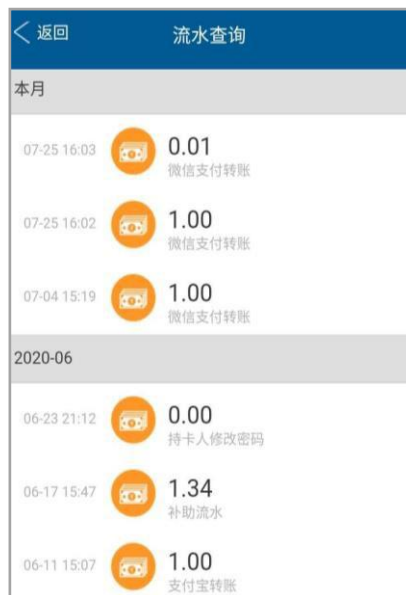 返回 流水查询
本月
07-25 16:03 0.01
微信支付转账
07-25 16:02 1.00
微信支付转账
07-04 15:19 1.00
微信支付转账
2020-06
06-23 21:12 0.00
持卡人修改密码
06-17 15:47 1.34
补助流水
06-11 15:07 1.00
支付宝转账